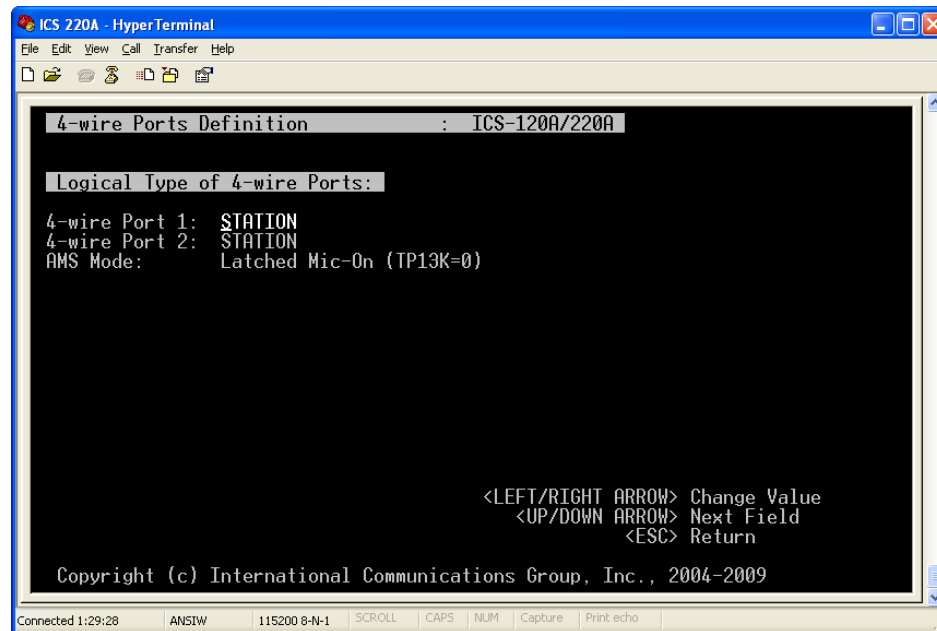 ICS 220A - HyperTerminal
File Edit View Call Transfer Help
4-wire Ports Definition : ICS-120A/220A
Logical Type of 4-wire Ports:
4-wire Port 1: STATION
4-wire Port 2: STATION
AMS Mode: Latched Mic-On (TP13K=0)
<LEFT/RIGHT ARROW> Change Value
<UP/DOWN ARROW> Next Field
<ESC> Return
Copyright (c) International Communications Group, Inc., 2004-2009
Connected 1:29:28 ANSIW 115200 8-N-1 SCROLL CAPS NUM Capture Print echo